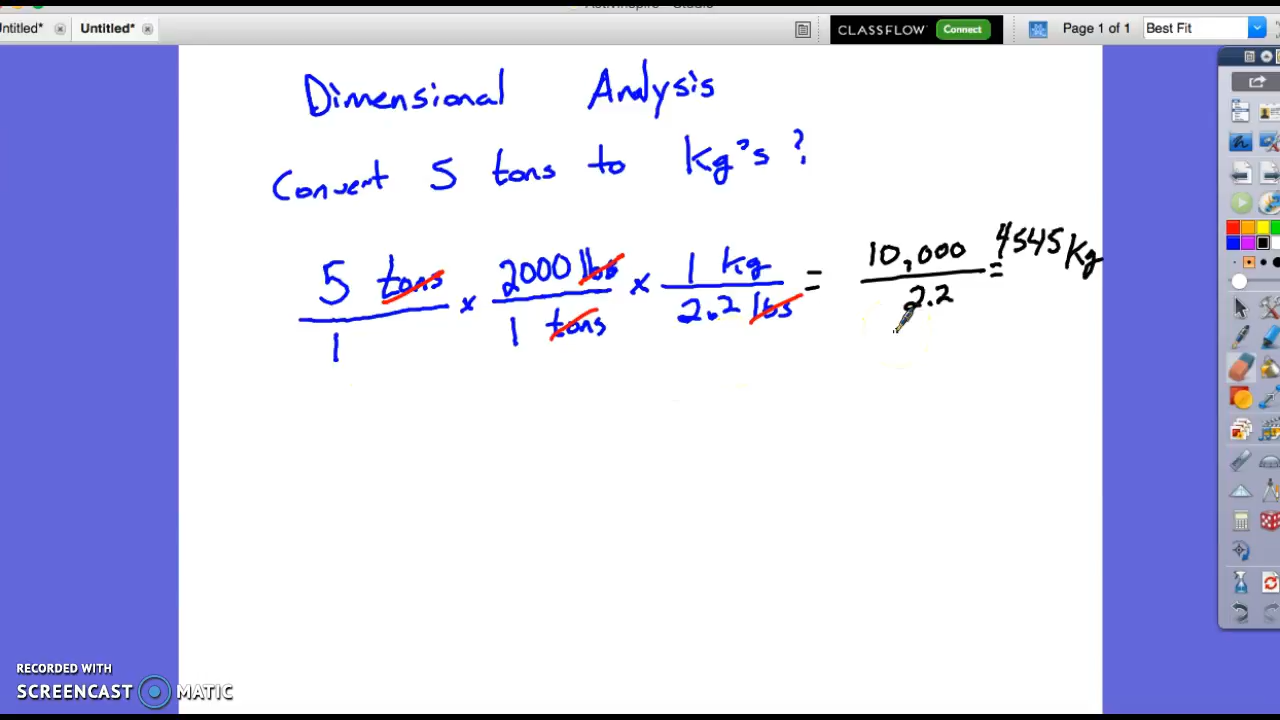 Untitled*
Untitled*
CLASSFLOW Connect
Page 1 of 1
Best Fit
Dimensional Analysis
Convert 5 tons to Kg's ?
5 tons / 1 x 2000 lbs / 1 tons x 1 kg / 2.2 lbs = 10,000 / 2.2 = 4545 Kg
RECORDED WITH
SCREENCAST MATIC